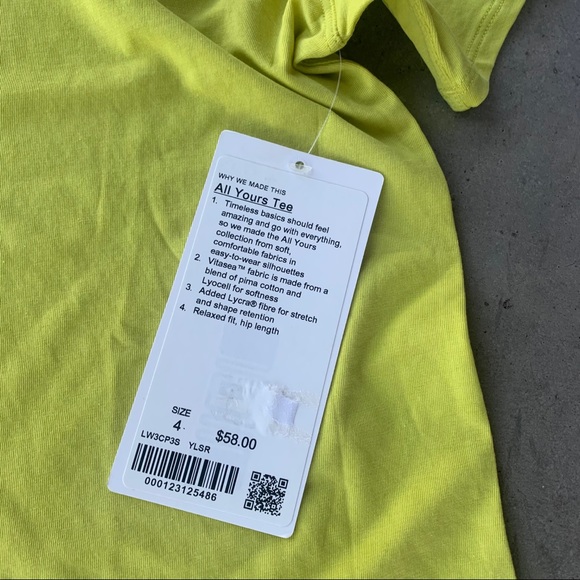 WHY WE MADE THIS
All Yours Tee
1. Timeless basics should feel
amazing and go with everything,
so we made the All Yours
collection from soft,
comfortable fabrics in
easy-to-wear silhouettes
2. Vitasea™ fabric is made from a
blend of pima cotton and
Lyocell for softness
3. Added Lycra® fibre for stretch
and shape retention
4. Relaxed fit, hip length
SIZE
4. $58.00
LW3CP3S YLSR
000123125486